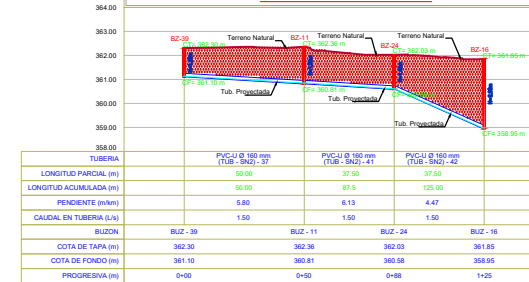 364.00
363.00
362.00
361.00
360.00
359.00
358.00
BZ-39
Terreno Natural
BZ-11
Terreno Natural
BZ-24
Terreno Natural
BZ-16
CT= 362.30 m
CT= 362.36 m
CT= 362.03 m
CT= 361.85 m
CF= 361.10 m
CF= 360.81 m
CF= 358.95 m
Tub. Proyectada
Tub. Proyectada
Tub. Proyectada
TUBERIA PVC-U Ø 160 mm PVC-U Ø 160 mm PVC-U Ø 160 mm
(TUB - SN2) - 37 (TUB - SN2) - 41 (TUB - SN2) - 42
LONGITUD PARCIAL (m) 50.00 37.50 37.50
LONGITUD ACUMULADA (m) 50.00 87.5 125.00
PENDIENTE (m/km) 5.80 6.13 4.47
CAUDAL EN TUBERIA (L/s) 1.50 1.50 1.50
BUZON BUZ - 39 BUZ - 11 BUZ - 24 BUZ - 16
COTA DE TAPA (m) 362.30 362.36 362.03 361.85
COTA DE FONDO (m) 361.10 360.81 360.58 358.95
PROGRESIVA (m) 0+00 0+50 0+88 1+25